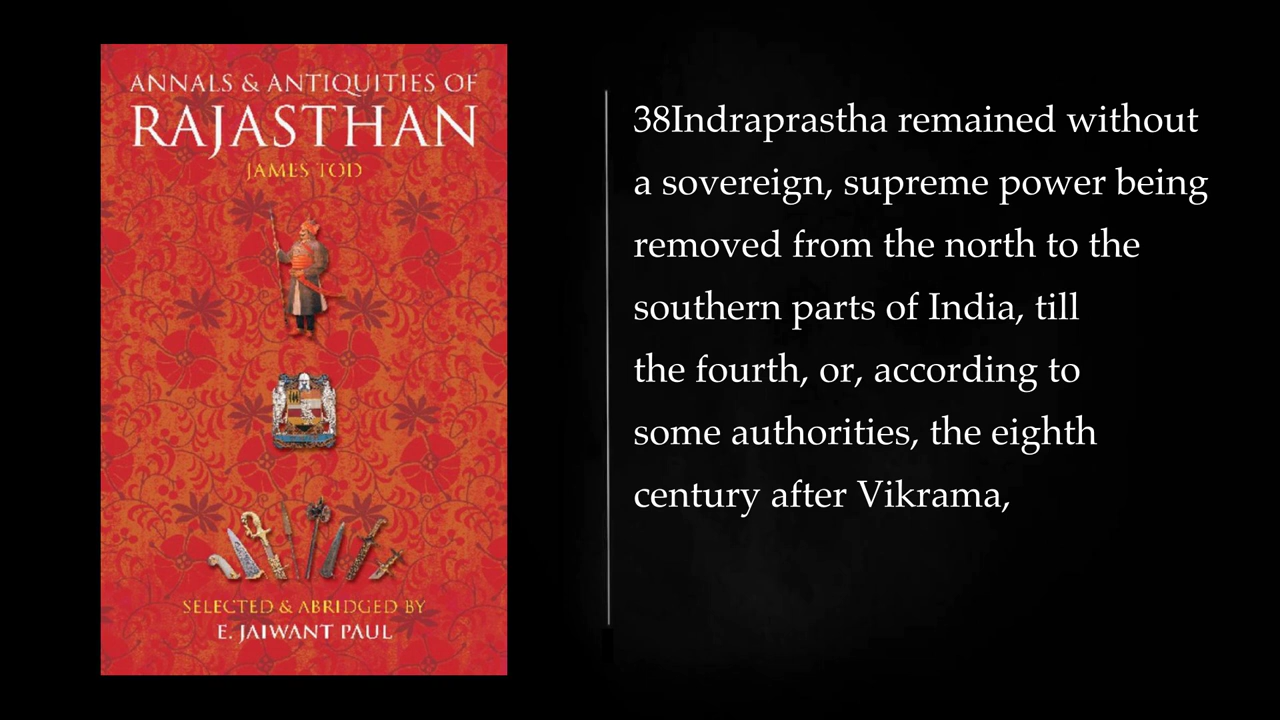 ANNALS & ANTIQUITIES OF
RAJASTHAN
JAMES TOD
SELECTED & ABRIDGED BY
E. JAIWANT PAUL
38Indraprastha remained without
a sovereign, supreme power being
removed from the north to the
southern parts of India, till
the fourth, or, according to
some authorities, the eighth
century after Vikrama,